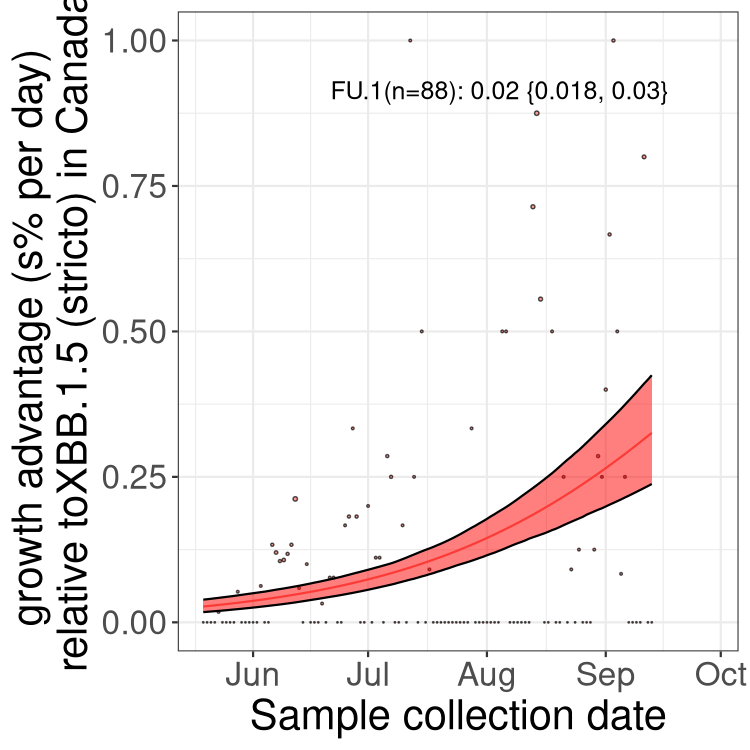 growth advantage (s% per day)
relative toXBB.1.5 (stricto) in Canada
1.00
0.75
0.50
0.25
0.00
FU.1(n=88): 0.02 {0.018, 0.03}
Jun Jul Aug Sep Oct
Sample collection date